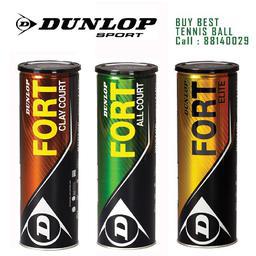 DUNLOP
SPORT
BUY BEST
TENNIS BALL
Call : 88140029
DUNLOP
FORT
CLAY COURT
DUNLOP
FORT
ALL COURT
DUNLOP
FORT
ELITE